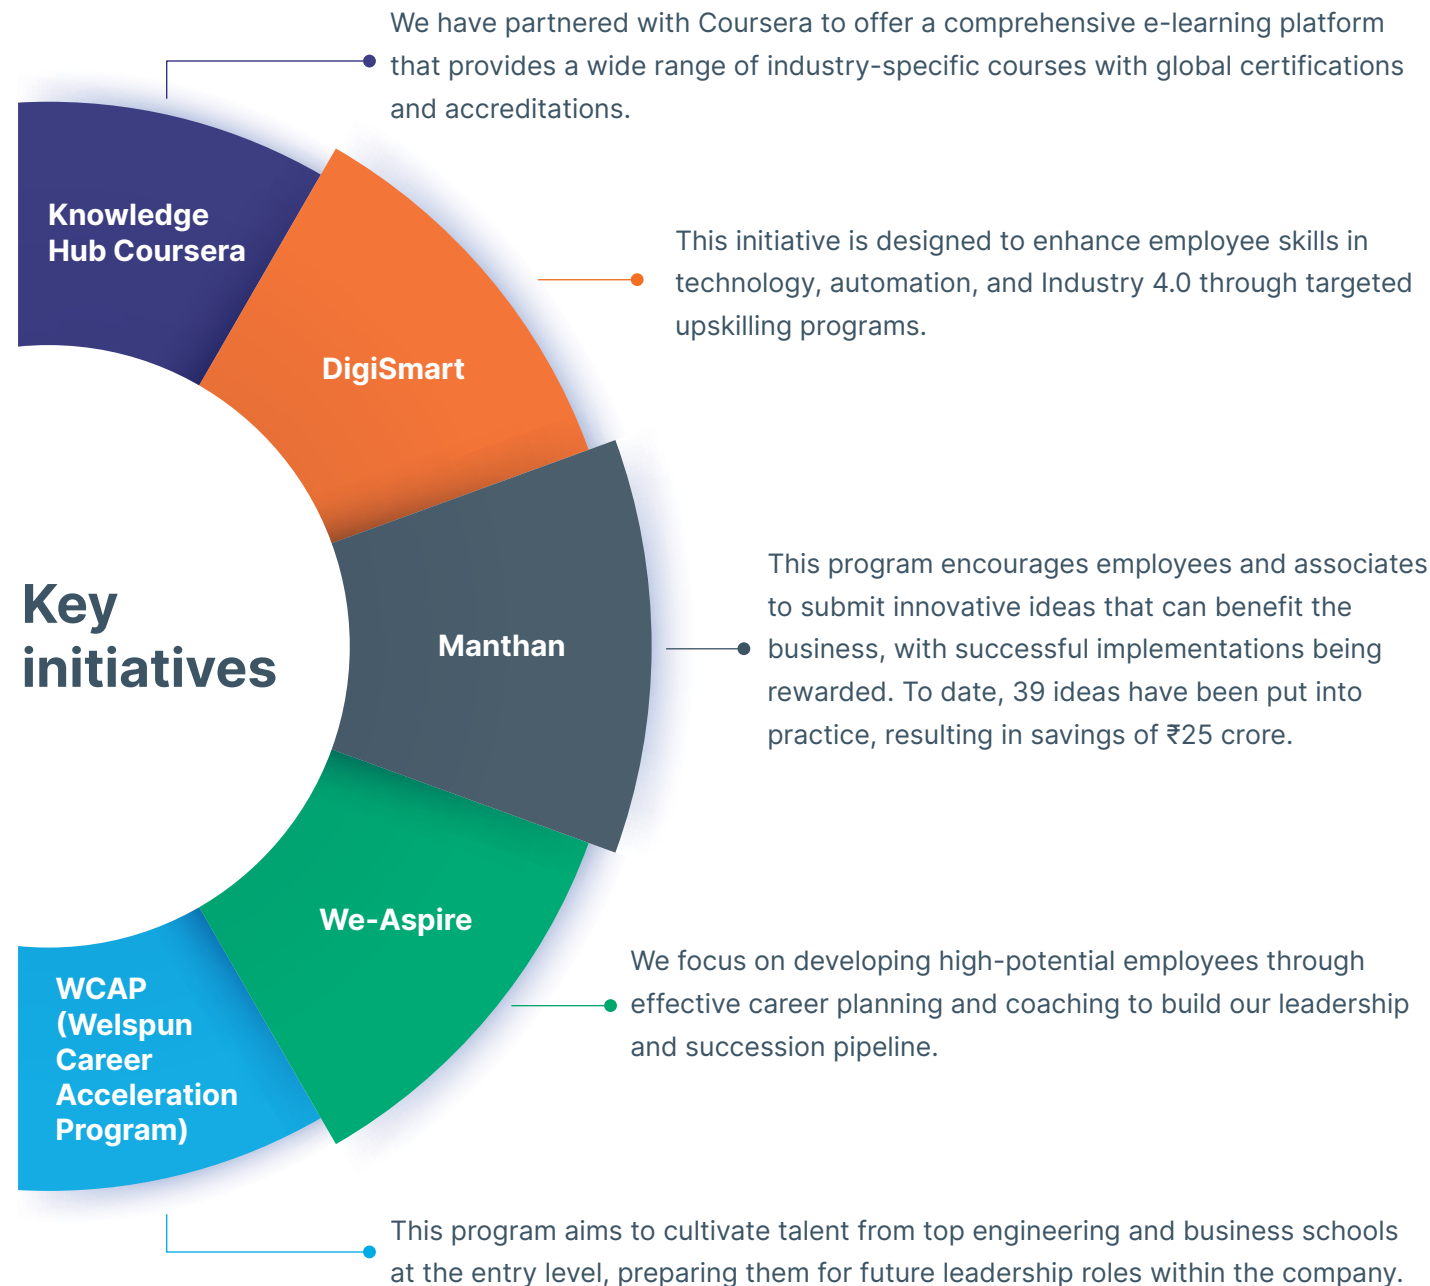 We have partnered with Coursera to offer a comprehensive e-learning platform
that provides a wide range of industry-specific courses with global certifications
and accreditations.
Knowledge
Hub Coursera
This initiative is designed to enhance employee skills in
technology, automation, and Industry 4.0 through targeted
upskilling programs.
DigiSmart
Key
initiatives
Manthan
This program encourages employees and associates
to submit innovative ideas that can benefit the
business, with successful implementations being
rewarded. To date, 39 ideas have been put into
practice, resulting in savings of ₹25 crore.
We-Aspire
We focus on developing high-potential employees through
effective career planning and coaching to build our leadership
and succession pipeline.
WCAP
(Welspun
Career
Acceleration
Program)
This program aims to cultivate talent from top engineering and business schools
at the entry level, preparing them for future leadership roles within the company.